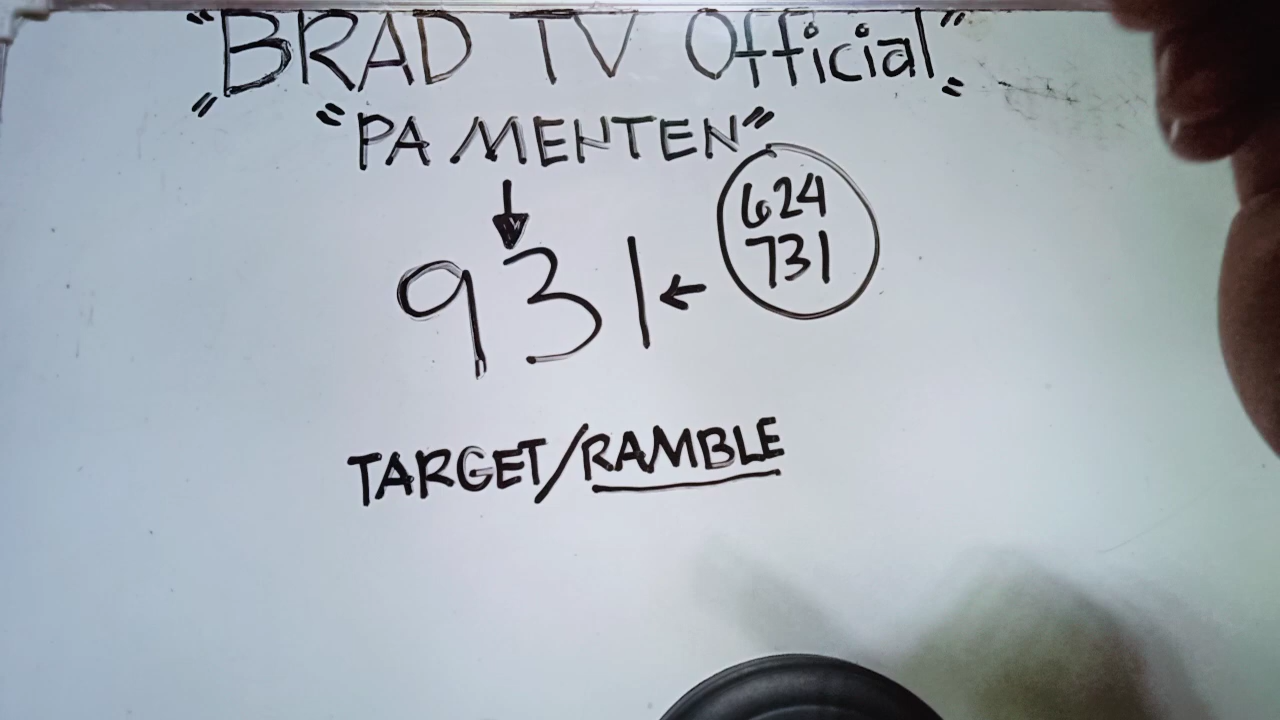 "BRAD TV Official"
"PA MENTEN"
624
731
931
TARGET/RAMBLE